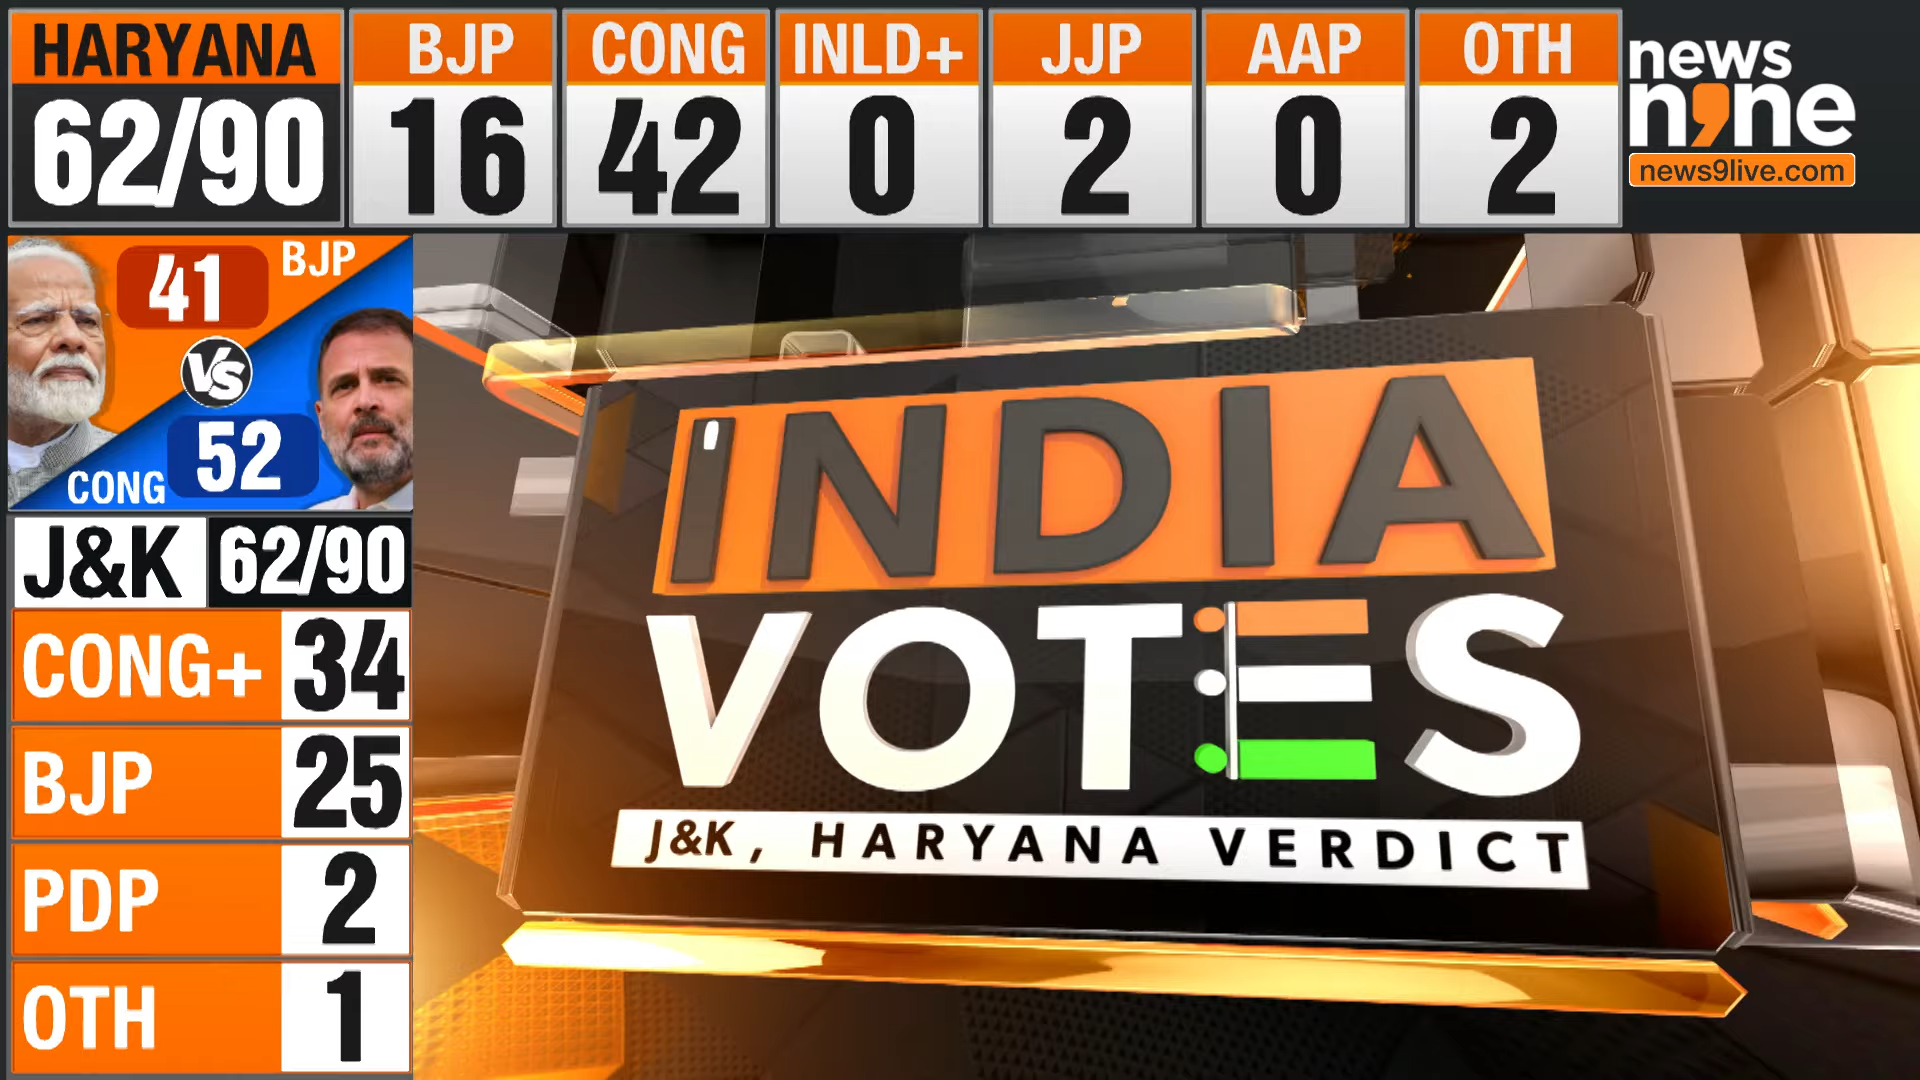 HARYANA BJP CONG INLD+ JJP AAP OTH
62/90 16 42 0 2 0 2
news
nine
news9live.com
41 BJP
VS
52
CONG
J&K 62/90
CONG+ 34
BJP 25
PDP 2
OTH 1
INDIA
VOTES
J&K, HARYANA VERDICT